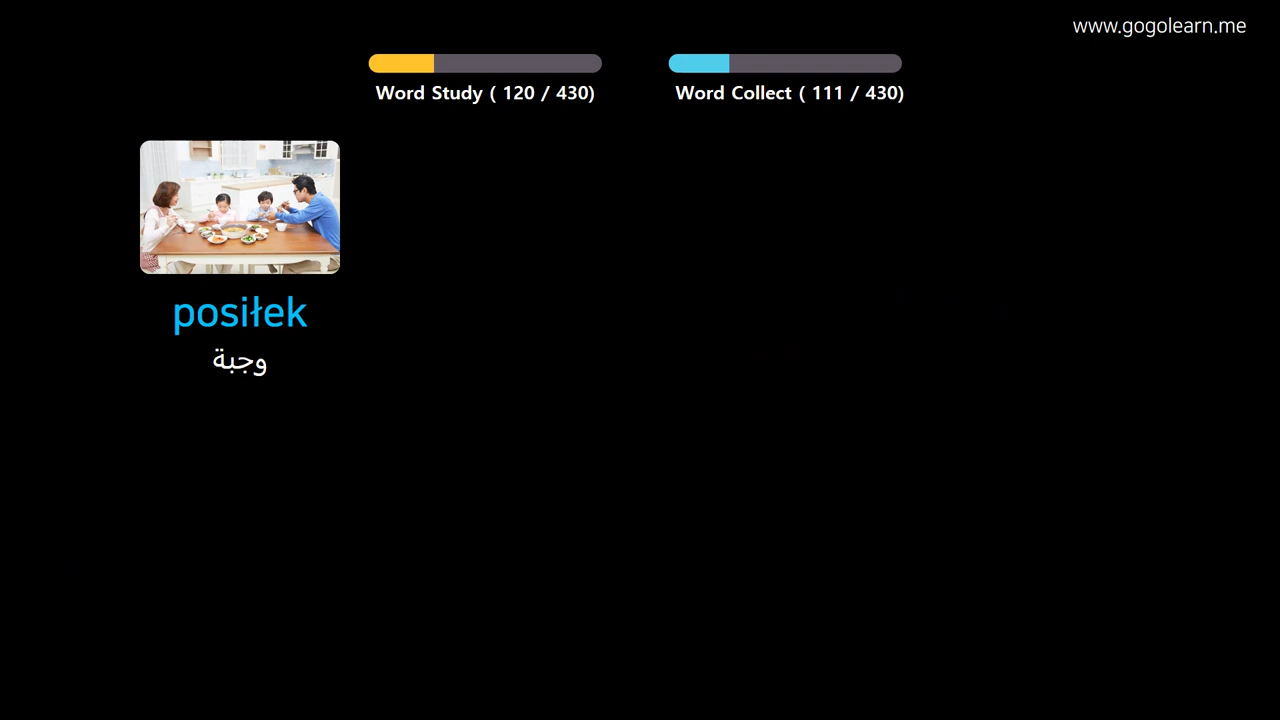 www.gogolearn.me
Word Study ( 120 / 430)
Word Collect ( 111 / 430)
posiłek
وجبة